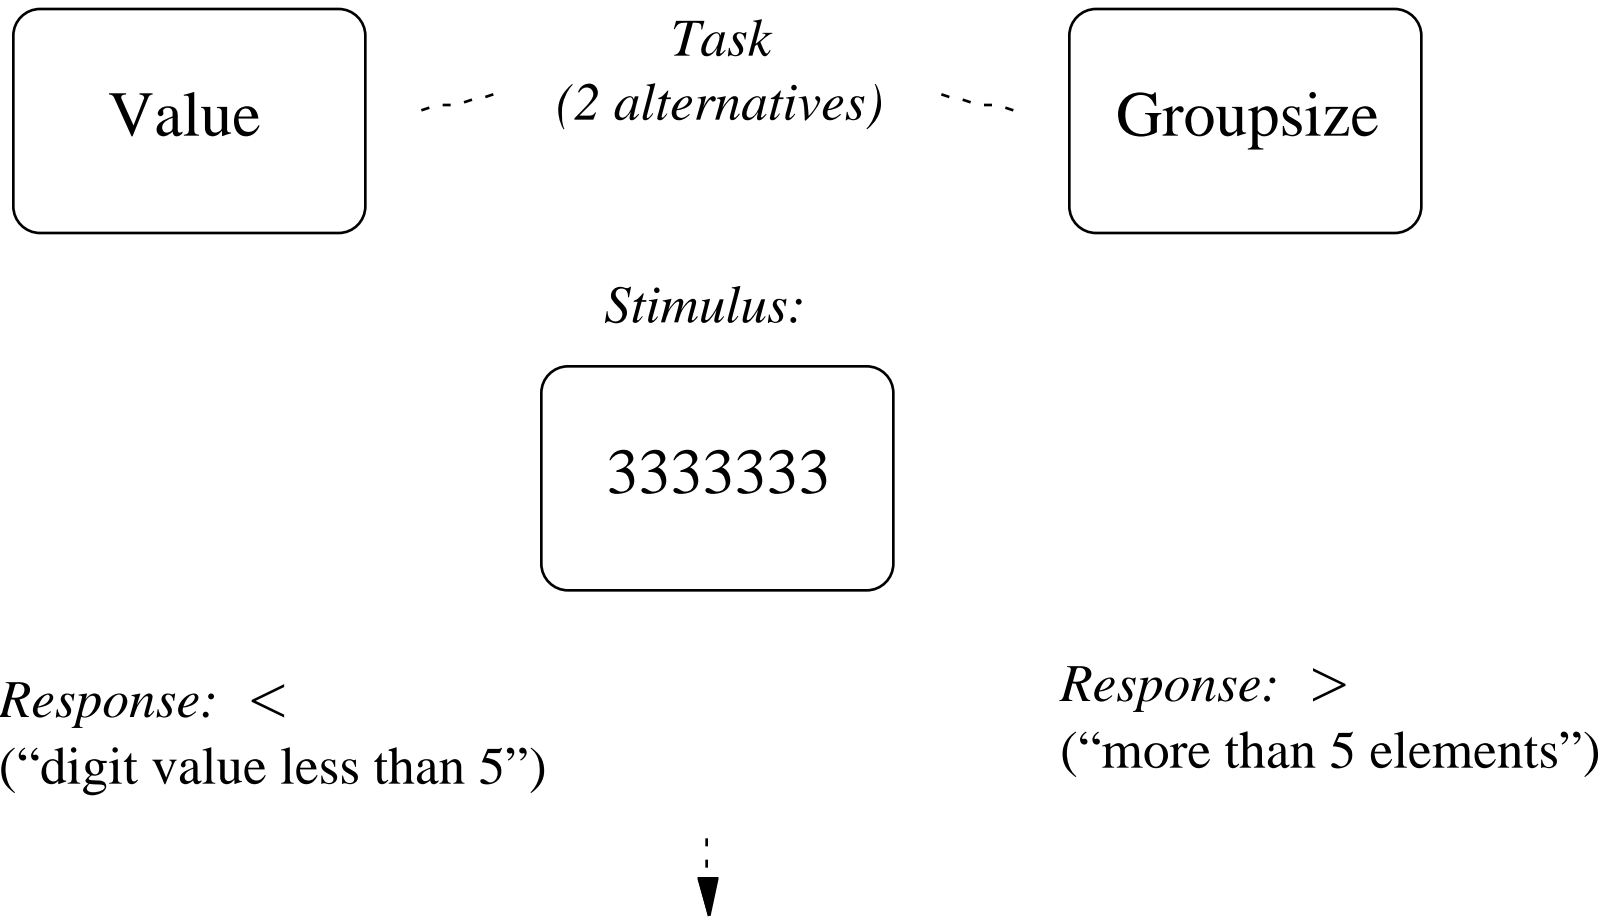 Value
Task
(2 alternatives)
Groupsize
Stimulus:
3333333
Response: <
(“digit value less than 5”)
Response: >
(“more than 5 elements”)